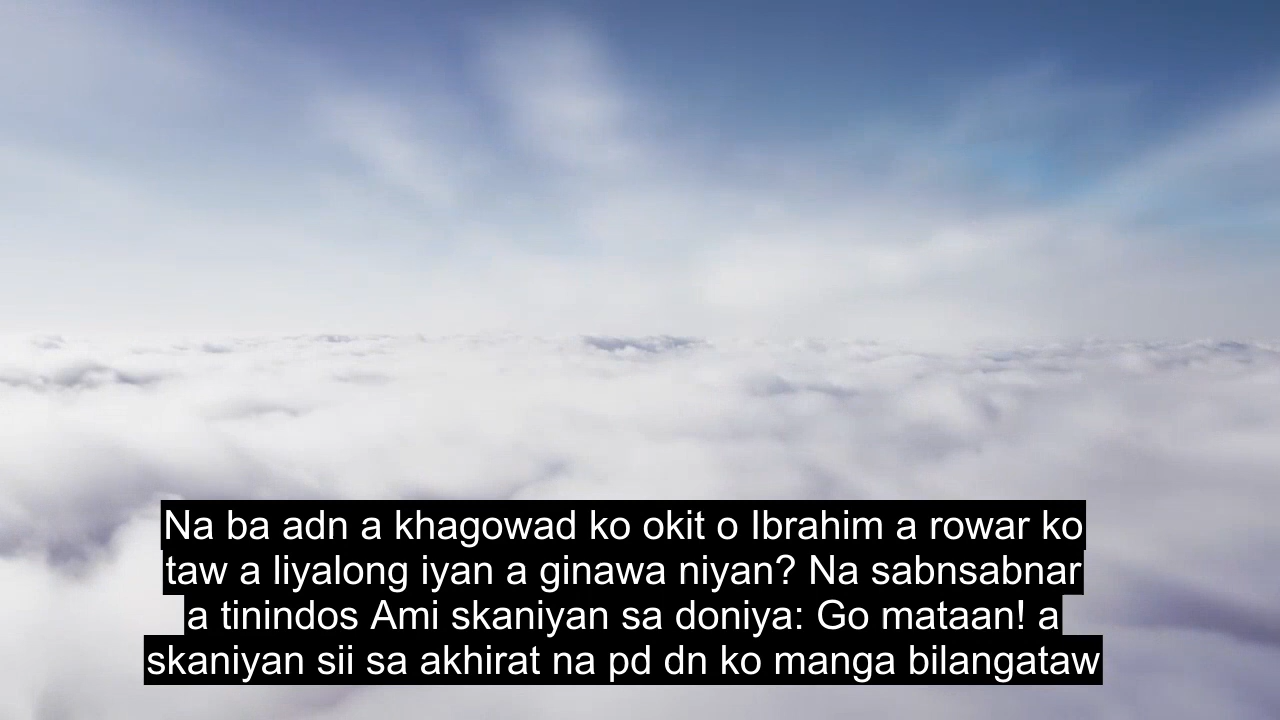 Na ba adn a khagowad ko okit o Ibrahim a rowar ko
taw a liyalong iyan a ginawa niyan? Na sabnsabnar
a tinindos Ami skaniyan sa doniya: Go mataan! a
skaniyan sii sa akhirat na pd dn ko manga bilangataw